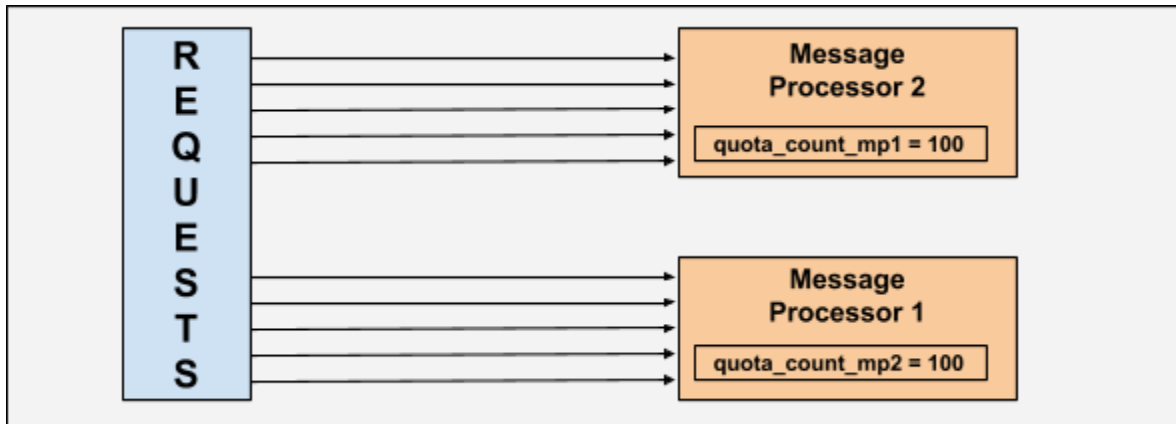 R
E
Q
U
E
S
T
S
Message
Processor 2
quota_count_mp1 = 100
Message
Processor 1
quota_count_mp2 = 100